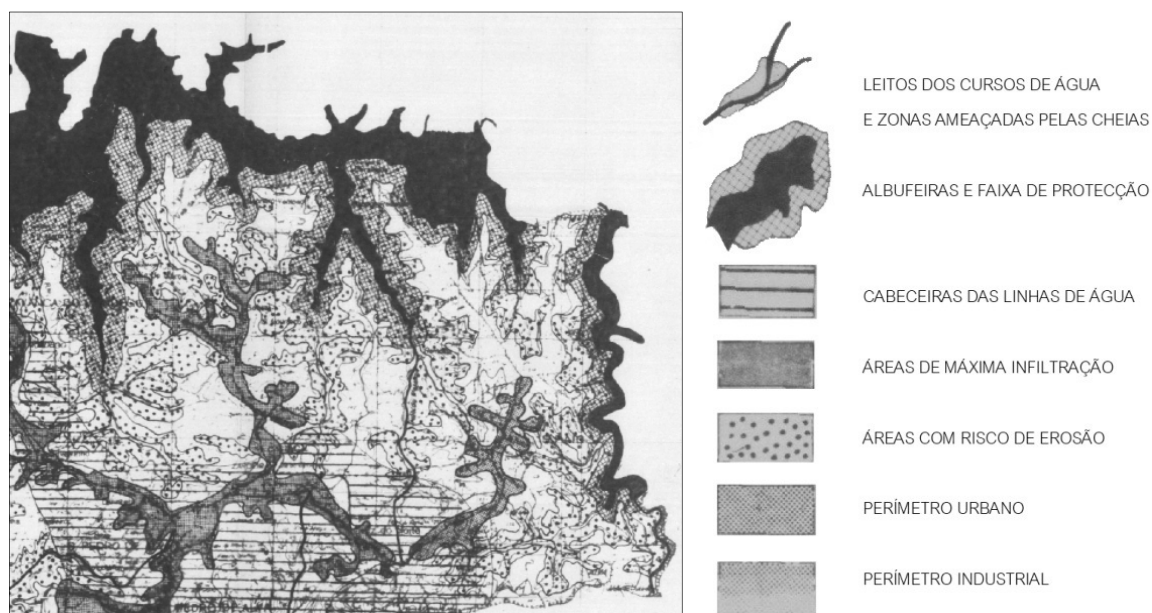 LEITOS DOS CURSOS DE ÁGUA
E ZONAS AMEAÇADAS PELAS CHEIAS
ALBUFEIRAS E FAIXA DE PROTECÇÃO
CABECEIRAS DAS LINHAS DE ÁGUA
ÁREAS DE MÁXIMA INFILTRAÇÃO
ÁREAS COM RISCO DE EROSÃO
PERÍMETRO URBANO
PERÍMETRO INDUSTRIAL